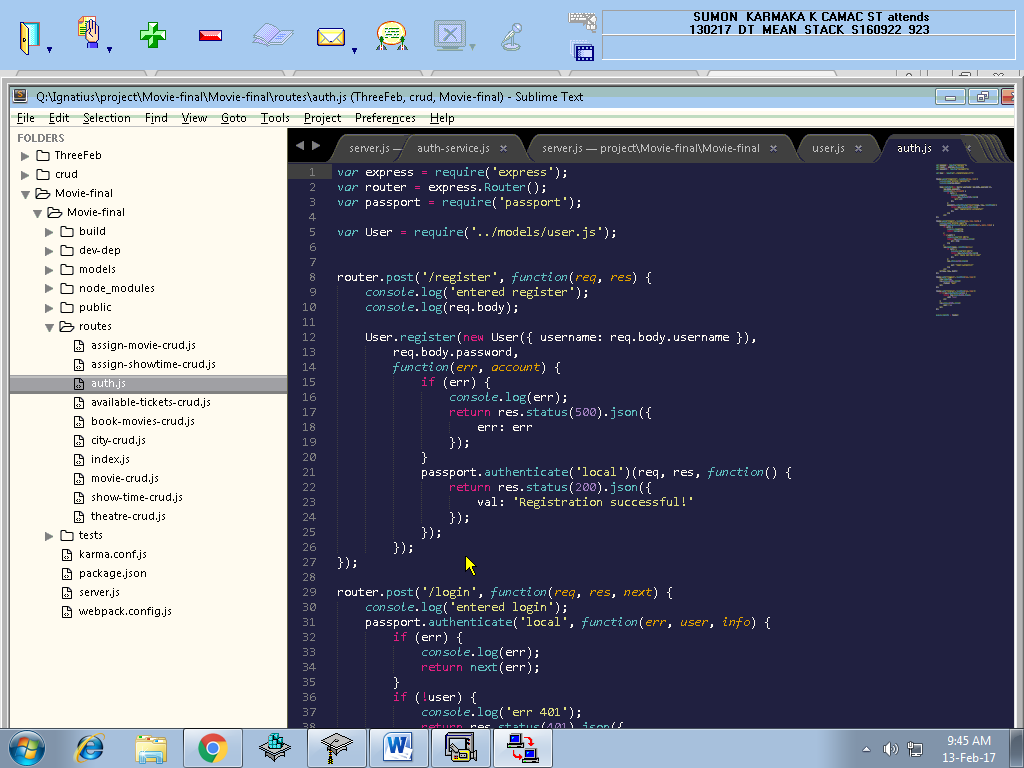 SUMON KARMAKA K CAMAC ST attends
130217 DT MEAN STACK S160922 923
Q:\Ignatius\project\Movie-final\Movie-final\routes\auth.js (ThreeFeb, crud, Movie-final) - Sublime Text
File Edit Selection Find View Goto Tools Project Preferences Help
FOLDERS
ThreeFeb
crud
Movie-final
Movie-final
build
dev-dep
models
node_modules
public
routes
assign-movie-crud.js
assign-showtime-crud.js
auth.js
available-tickets-crud.js
book-movies-crud.js
city-crud.js
index.js
movie-crud.js
show-time-crud.js
theatre-crud.js
tests
karma.conf.js
package.json
server.js
webpack.config.js
server.js — auth-service.js × server.js — project\Movie-final\Movie-final × user.js × auth.js ×
1 var express = require('express');
2 var router = express.Router();
3 var passport = require('passport');
4
5 var User = require('../models/user.js');
6
7
8 router.post('/register', function(req, res) {
9 console.log('entered register');
10 console.log(req.body);
11
12 User.register(new User({ username: req.body.username }),
13 req.body.password,
14 function(err, account) {
15 if (err) {
16 console.log(err);
17 return res.status(500).json({
18 err: err
19 });
20 }
21 passport.authenticate('local')(req, res, function() {
22 return res.status(200).json({
23 val: 'Registration successful!'
24 });
25 });
26 });
27 });
28
29 router.post('/login', function(req, res, next) {
30 console.log('entered login');
31 passport.authenticate('local', function(err, user, info) {
32 if (err) {
33 console.log(err);
34 return next(err);
35 }
36 if (!user) {
37 console.log('err 401');
38 return res.status(401).json({
9:45 AM
13-Feb-17